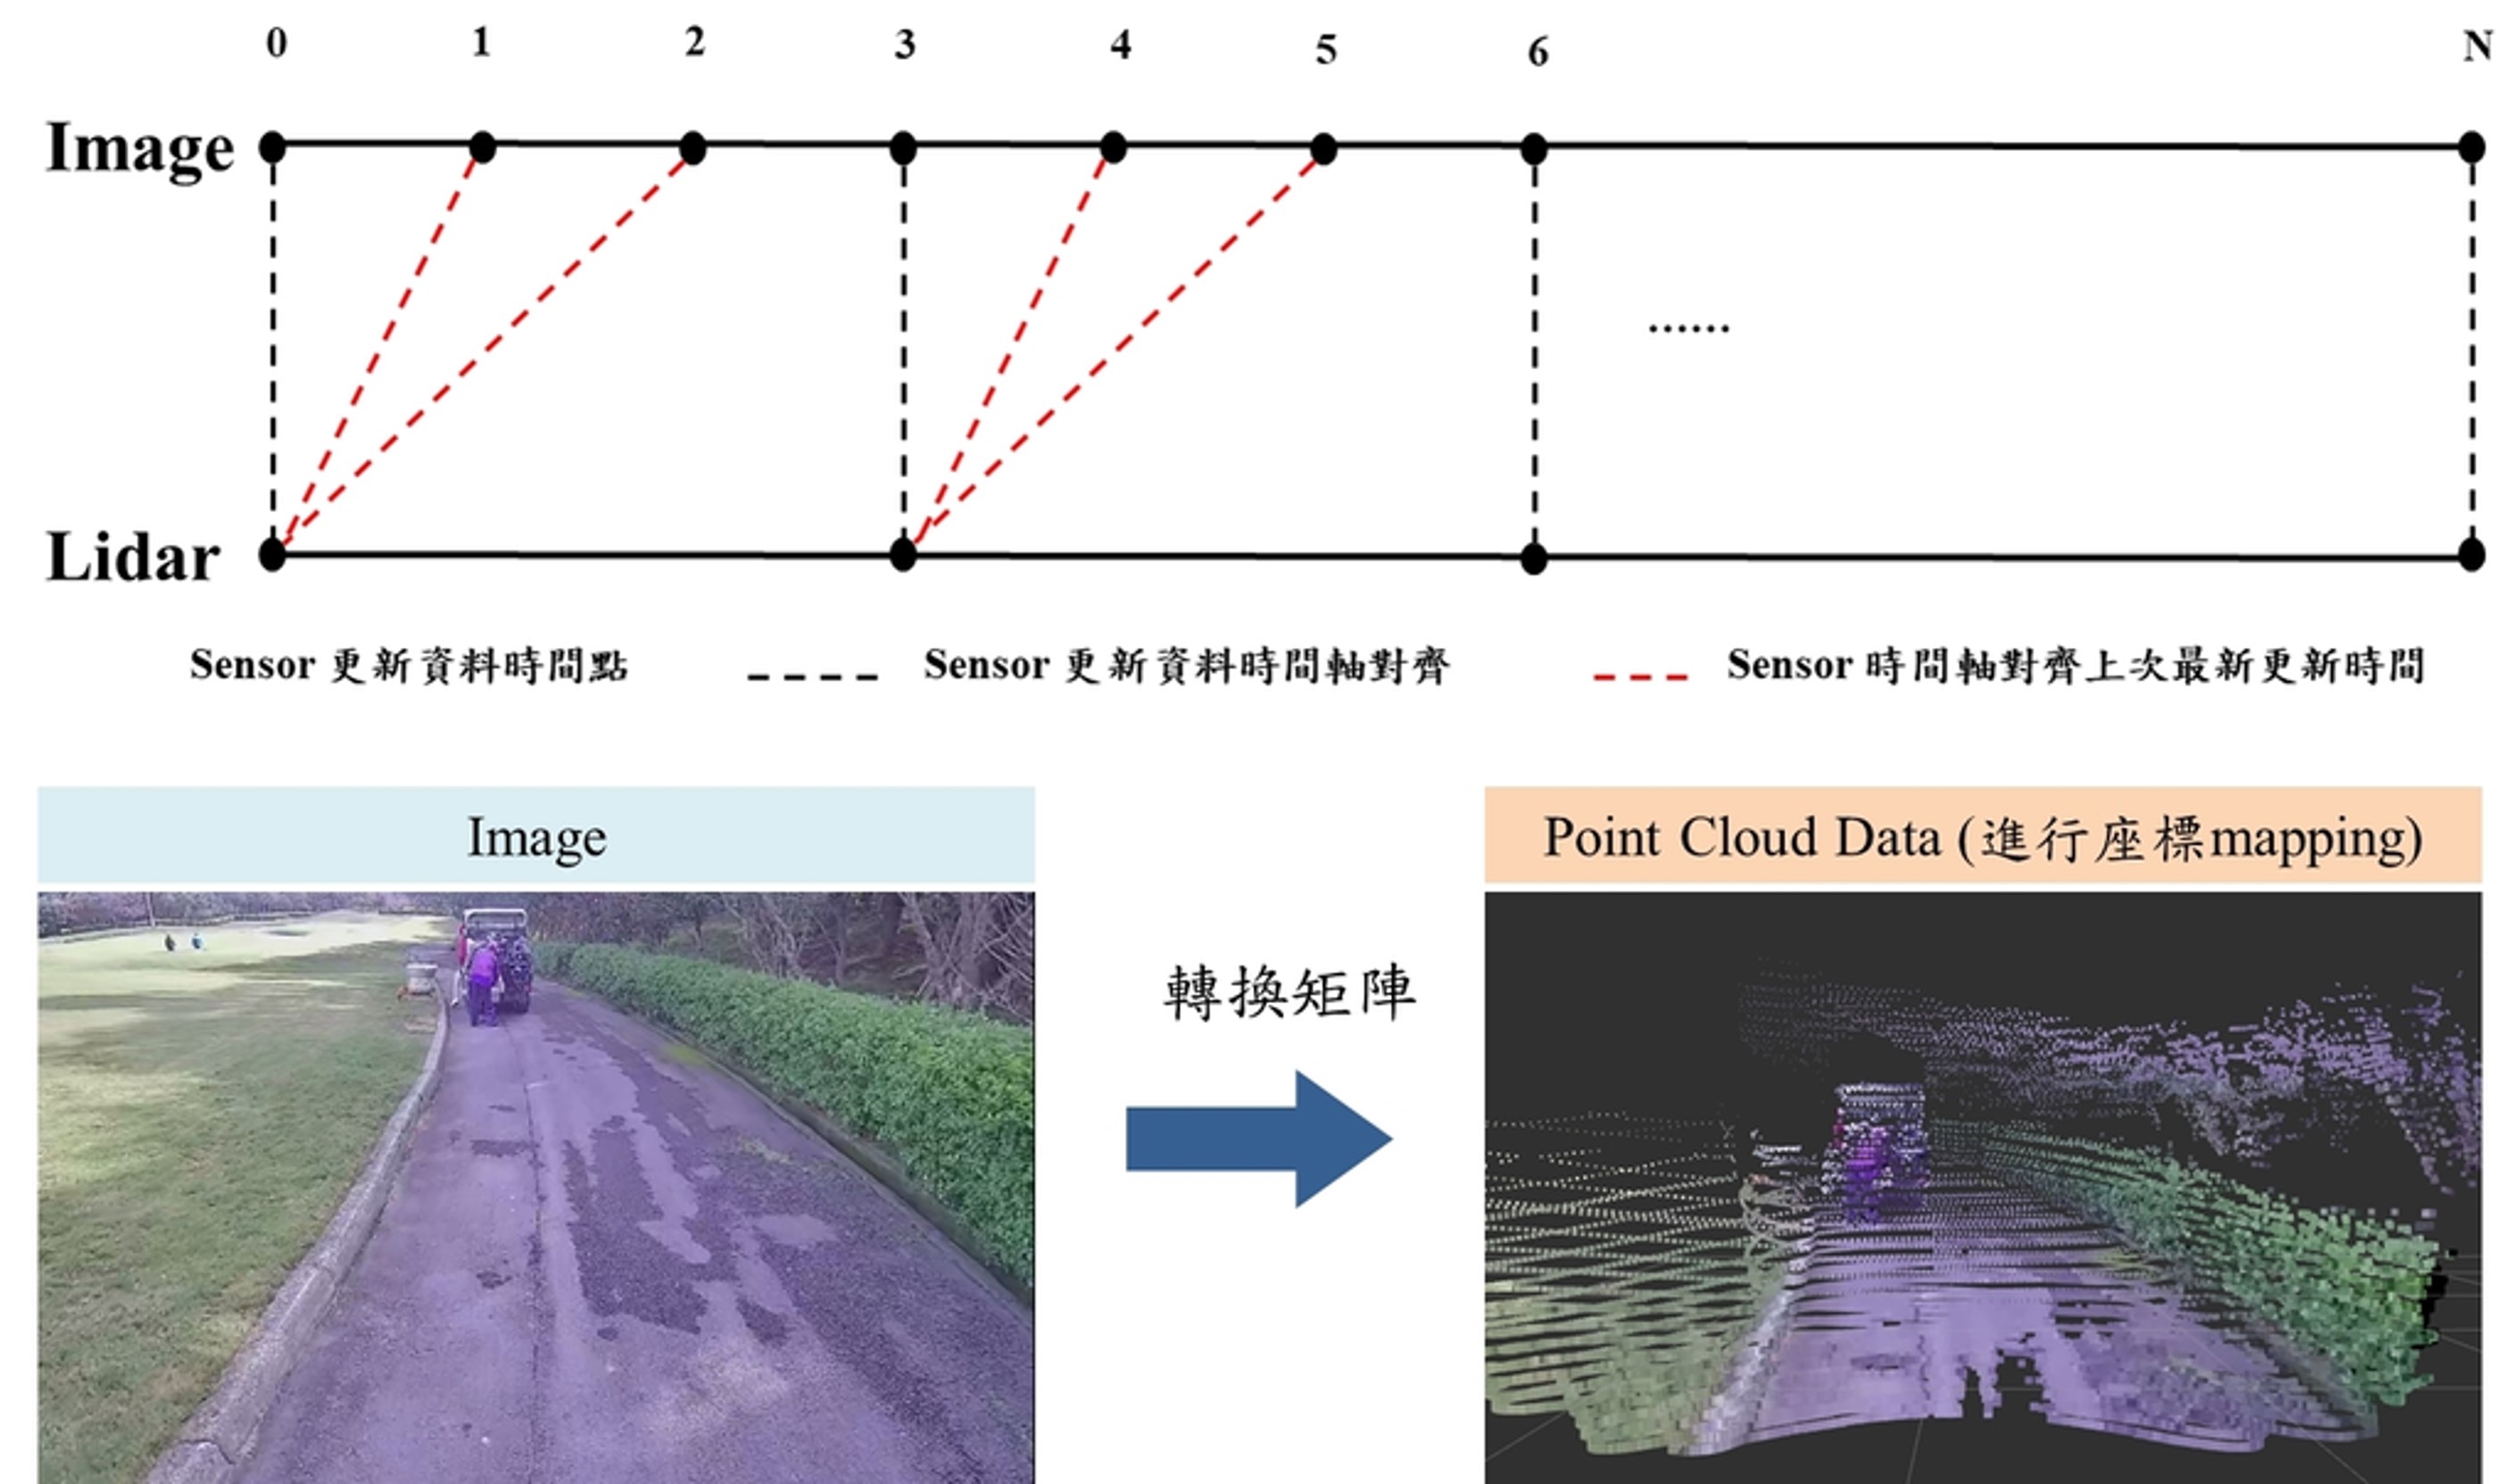 0 1 2 3 4 5 6 N
Image
......
Lidar
Sensor 更新資料時間點 Sensor 更新資料時間軸對齊 Sensor 時間軸對齊上次最新更新時間
Image
Point Cloud Data (進行座標mapping)
轉換矩陣